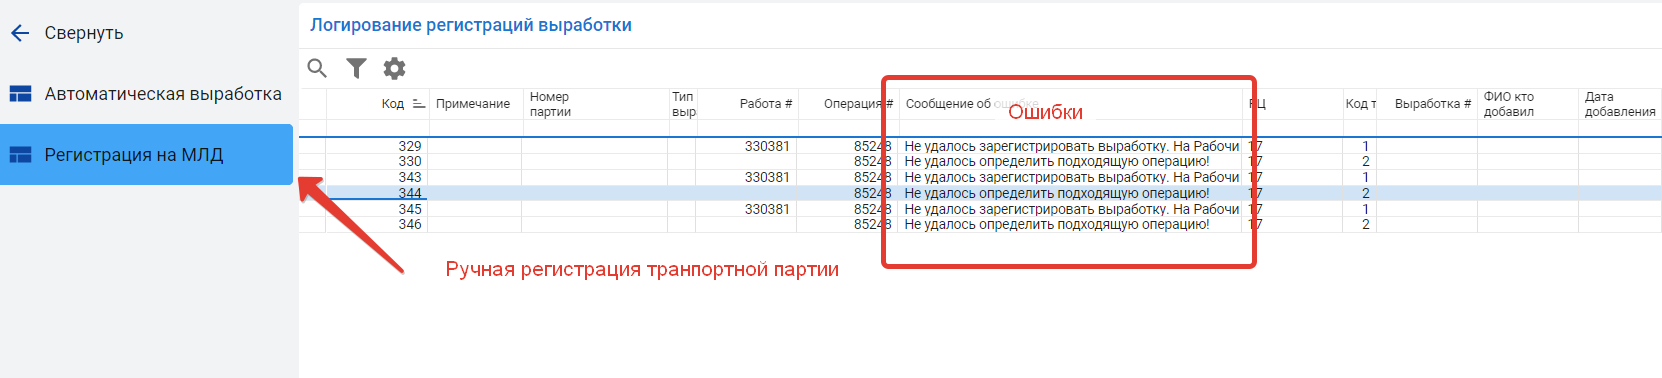 Свернуть
Автоматическая выработка
Регистрация на МЛД
Логирование регистраций выработки
Код Примечание Номер партии Тип выр Работа # Операция # Сообщение об ошибке Ц Код т Выработка # ФИО кто добавил Дата добавления
Ошибки
329 330381 85248 Не удалось зарегистрировать выработку. На Рабочи 17 1
330 85248 Не удалось определить подходящую операцию! 17 2
343 330381 85248 Не удалось зарегистрировать выработку. На Рабочи 17 1
344 85248 Не удалось определить подходящую операцию! 17 2
345 330381 85248 Не удалось зарегистрировать выработку. На Рабочи 17 1
346 85248 Не удалось определить подходящую операцию! 17 2
Ручная регистрация транпортной партии